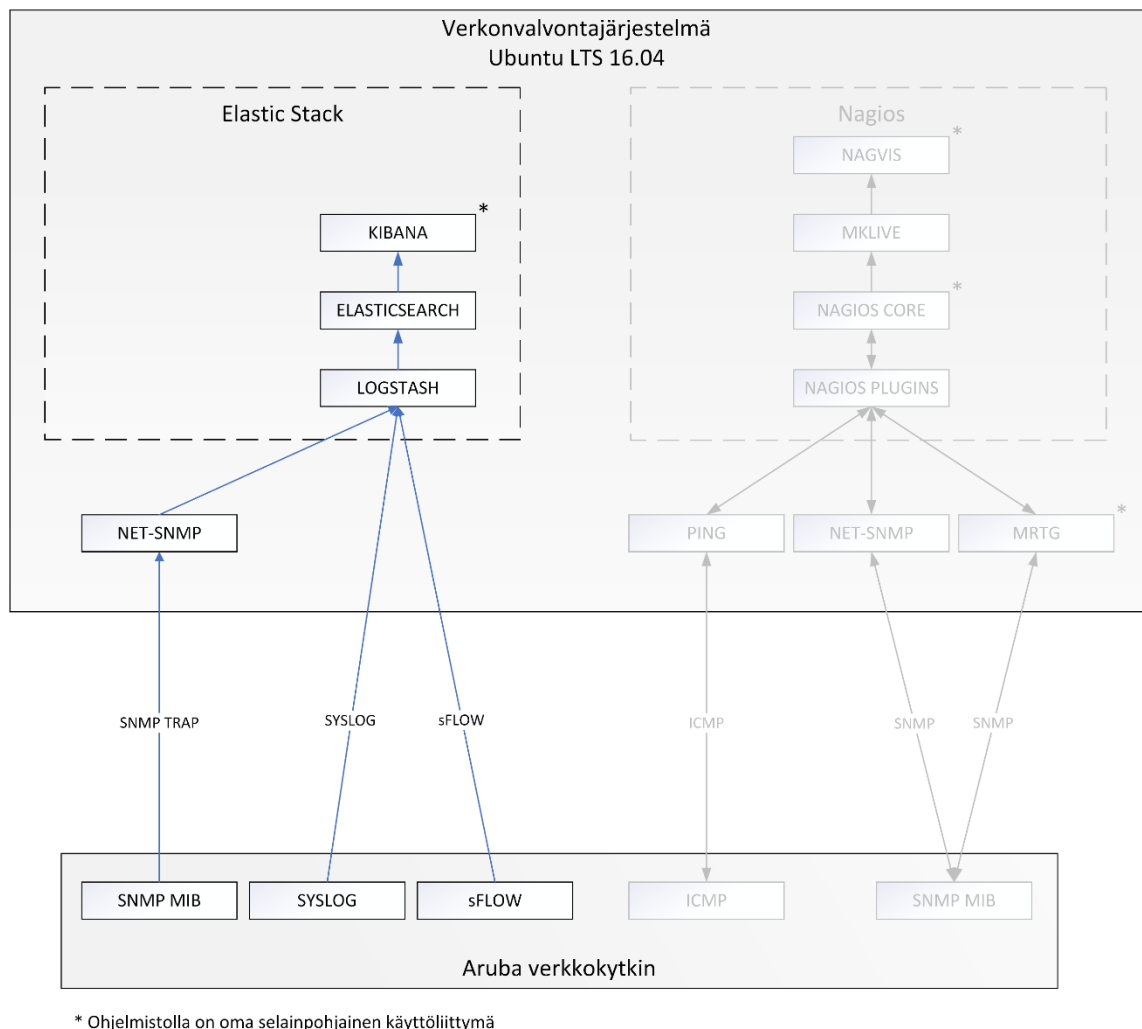 Verkonvalvontajärjestelmä
Ubuntu LTS 16.04
Elastic Stack
Nagios
*
NAGVIS
*
KIBANA
MKLIVE
*
ELASTICSEARCH
NAGIOS CORE
LOGSTASH
NAGIOS PLUGINS
*
NET-SNMP
PING
NET-SNMP
MRTG
SNMP TRAP
SYSLOG
sFLOW
ICMP
SNMP
SNMP
SNMP MIB
SYSLOG
sFLOW
ICMP
SNMP MIB
Aruba verkkokytkin
* Ohjelmistolla on oma selainpohjainen käyttöliittymä